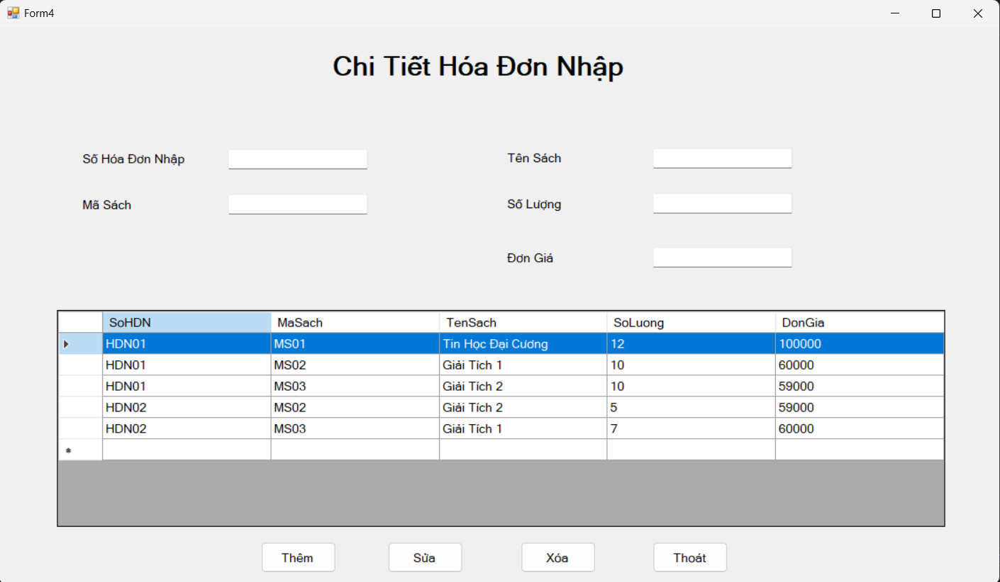 Form4
Chi Tiết Hóa Đơn Nhập
Số Hóa Đơn Nhập
Tên Sách
Mã Sách
Số Lượng
Đơn Giá
SoHDN MaSach TenSach SoLuong DonGia
HDN01 MS01 Tin Học Đại Cương 12 100000
HDN01 MS02 Giải Tích 1 10 60000
HDN01 MS03 Giải Tích 2 10 59000
HDN02 MS02 Giải Tích 2 5 59000
HDN02 MS03 Giải Tích 1 7 60000
Thêm Sửa Xóa Thoát